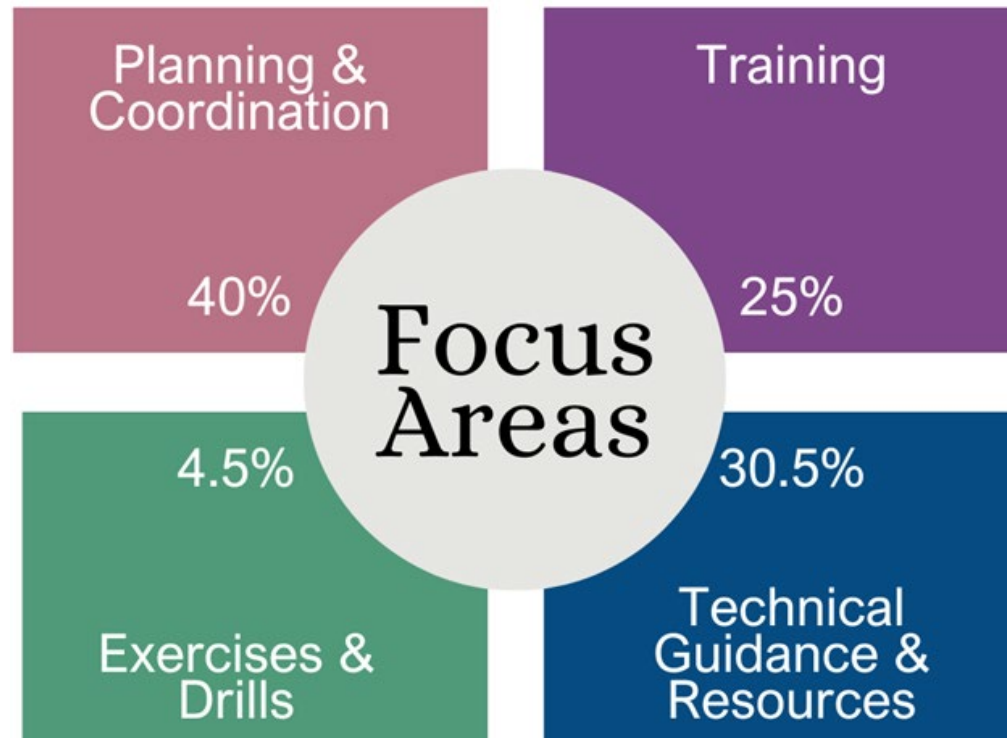 Planning &
Coordination
40%
Training
25%
Focus
Areas
4.5%
Exercises &
Drills
30.5%
Technical
Guidance &
Resources